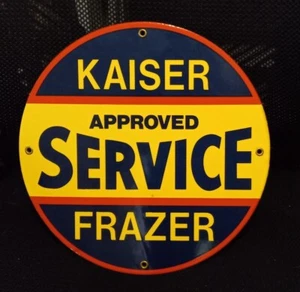 KAISER
APPROVED
SERVICE
FRAZER